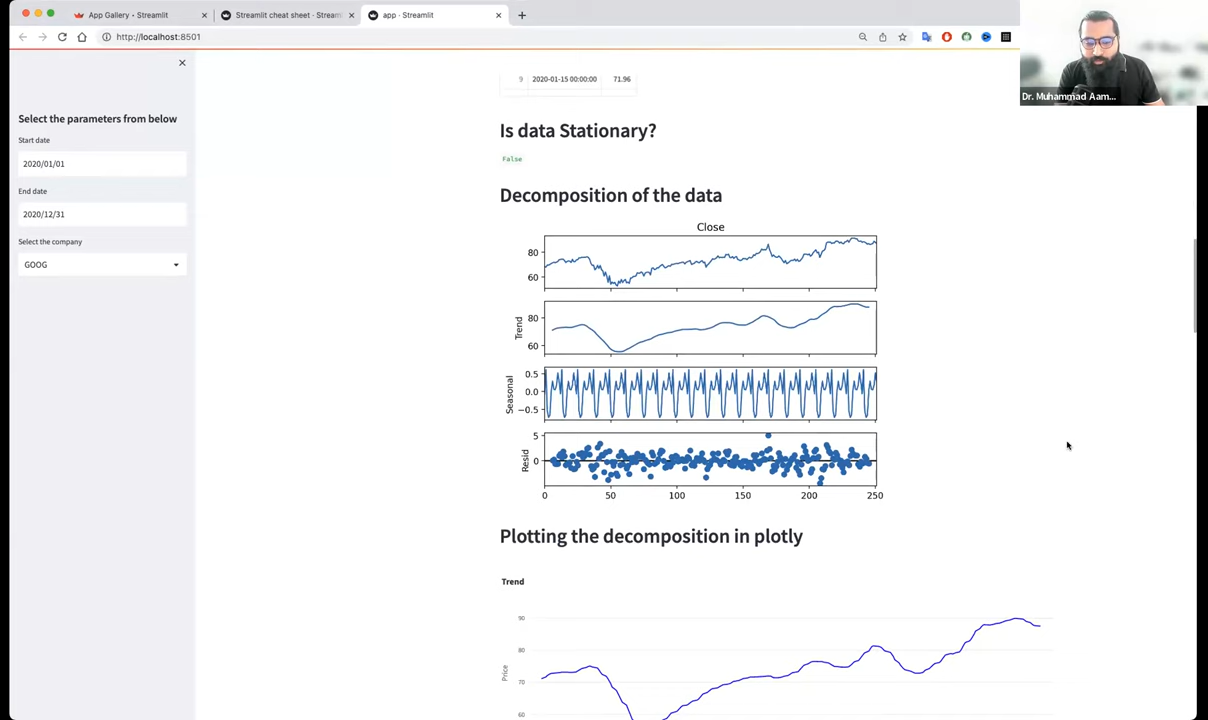 App Gallery • Streamlit
Streamlit cheat sheet · Stream
app · Streamlit
http://localhost:8501
Dr. Muhammad Aam...
Select the parameters from below
Start date
2020/01/01
End date
2020/12/31
Select the company
GOOG
9 2020-01-15 00:00:00 71.96
Is data Stationary?
False
Decomposition of the data
Close
80
60
Trend
80
60
Seasonal
0.5
0.0
−0.5
Resid
5
0
0 50 100 150 200 250
Plotting the decomposition in plotly
Trend
Price
90
80
70
60